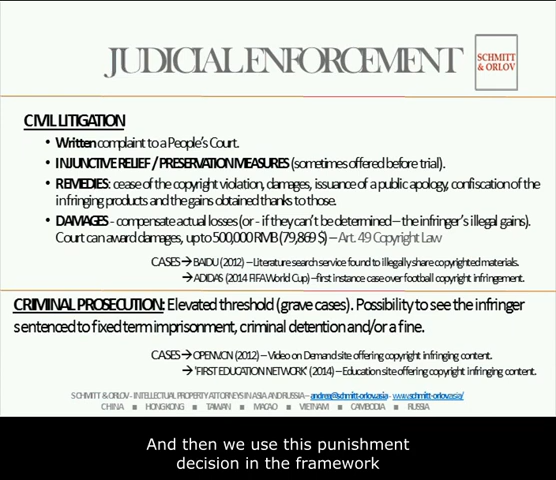 JUDICIAL ENFORCEMENT
SCHMITT
& ORLOV
CIVIL LITIGATION
• Written complaint to a People's Court.
• INJUNCTIVE RELIEF / PRESERVATION MEASURES (sometimes offered before trial).
• REMEDIES: cease of the copyright violation, damages, issuance of a public apology, confiscation of the
infringing products and the gains obtained thanks to those.
• DAMAGES - compensate actual losses (or - if they can't be determined – the infringer's illegal gains).
Court can award damages, up to 500,000 RMB (79,869 $) – Art. 49 Copyright Law
CASES → BAIDU (2012) – Literature search service found to illegally share copyrighted materials.
→ ADIDAS (2014 FIFA World Cup) – first instance case over football copyright infringement.
CRIMINAL PROSECUTION: Elevated threshold (grave cases). Possibility to see the infringer
sentenced to fixed term imprisonment, criminal detention and/or a fine.
CASES → OPENV.CN (2012) – Video on Demand site offering copyright infringing content.
→ 'FIRST EDUCATION NETWORK' (2014) – Education site offering copyright infringing content.
SCHMITT & ORLOV - INTELLECTUAL PROPERTY ATTORNEYS IN ASIA AND RUSSIA – andrea@schmitt-orlov.asia - www.schmitt-orlov.asia/
CHINA ■ HONGKONG ■ TAIWAN ■ MACAO ■ VIETNAM ■ CAMBODIA ■ RUSSIA
And then we use this punishment
decision in the framework